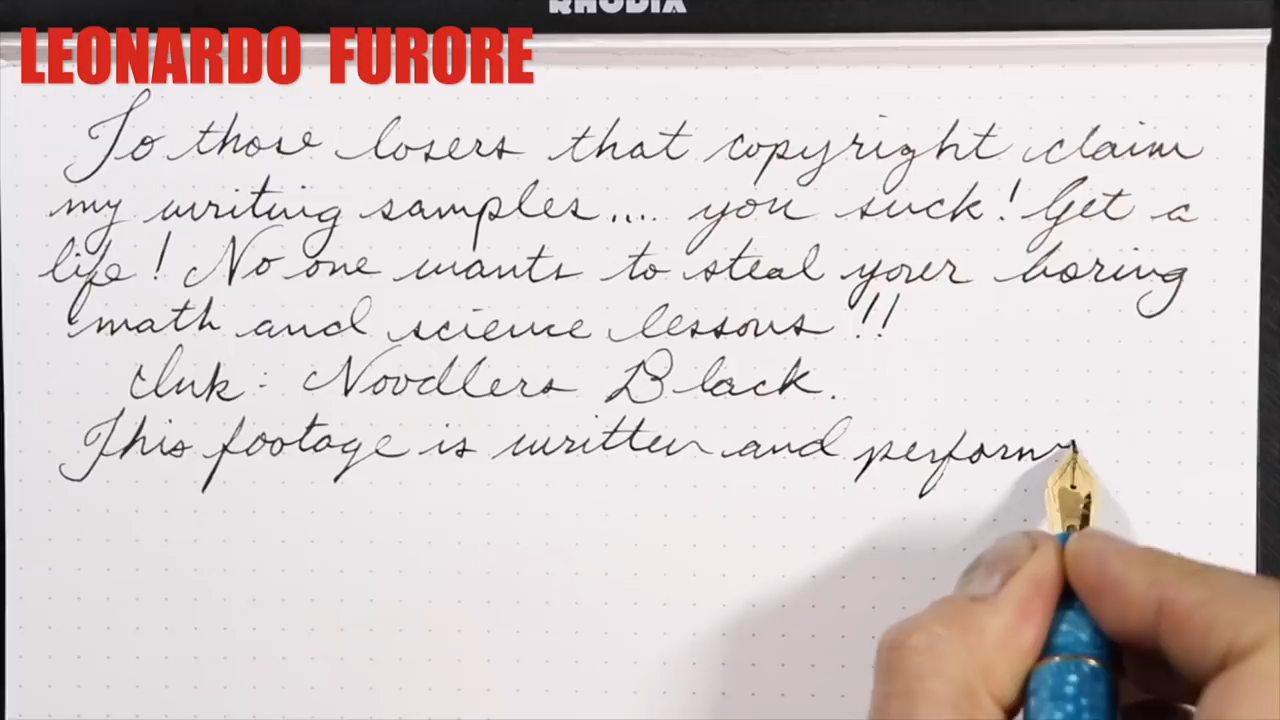 RHODIA
LEONARDO FURORE
To those losers that copyright claim
my writing samples.... you suck! Get a
life! No one wants to steal your boring
math and science lessons!!
Ink: Noodlers Black.
This footage is written and perform